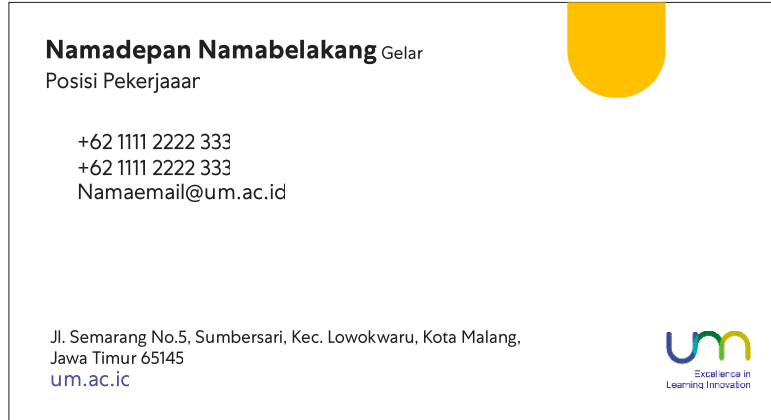 Namadepan Namabelakang Gelar
Posisi Pekerjaaar
+62 1111 2222 333
+62 1111 2222 333
Namaemail@um.ac.id
Jl. Semarang No.5, Sumbersari, Kec. Lowokwaru, Kota Malang,
Jawa Timur 65145
um.ac.ic
um
Excellence in
Learning Innovation